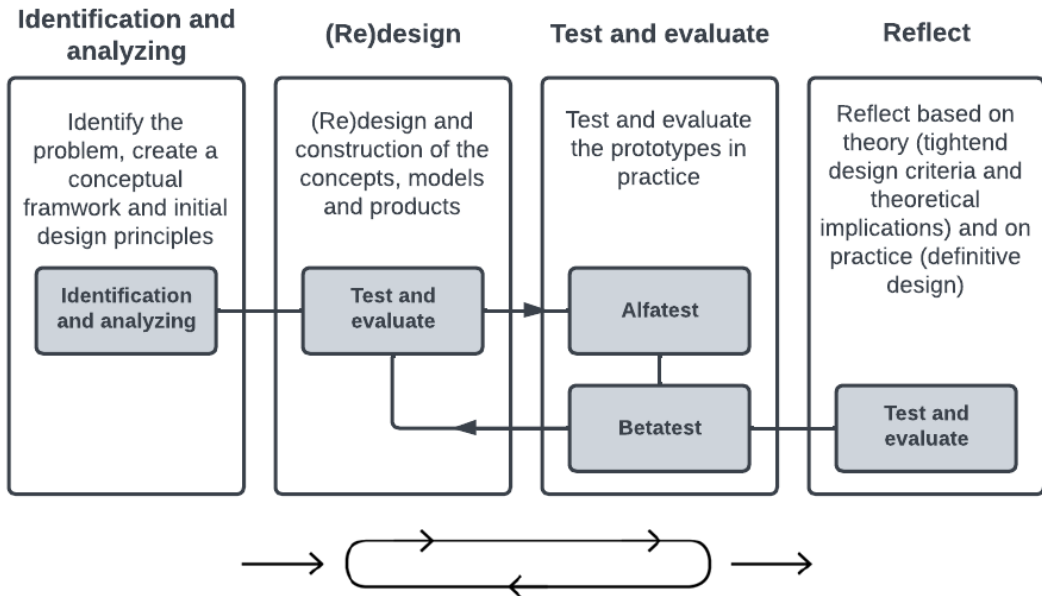 Identification and
analyzing
(Re)design
Test and evaluate
Reflect
Identify the
problem, create a
conceptual
framwork and initial
design principles
Identification
and analyzing
(Re)design and
construction of the
concepts, models
and products
Test and
evaluate
Test and evaluate
the prototypes in
practice
Alfatest
Betatest
Reflect based on
theory (tightend
design criteria and
theoretical
implications) and on
practice (definitive
design)
Test and
evaluate